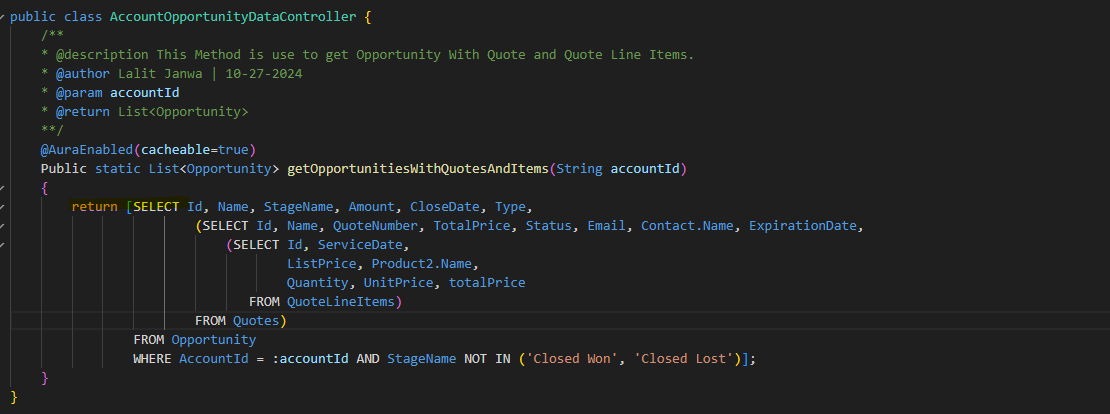 public class AccountOpportunityDataController {
/**
* @description This Method is use to get Opportunity With Quote and Quote Line Items.
* @author Lalit Janwa | 10-27-2024
* @param accountId
* @return List<Opportunity>
**/
@AuraEnabled(cacheable=true)
Public static List<Opportunity> getOpportunitiesWithQuotesAndItems(String accountId)
{
return [SELECT Id, Name, StageName, Amount, CloseDate, Type,
(SELECT Id, Name, QuoteNumber, TotalPrice, Status, Email, Contact.Name, ExpirationDate,
(SELECT Id, ServiceDate,
ListPrice, Product2.Name,
Quantity, UnitPrice, totalPrice
FROM QuoteLineItems)
FROM Quotes)
FROM Opportunity
WHERE AccountId = :accountId AND StageName NOT IN ('Closed Won', 'Closed Lost')];
}
}